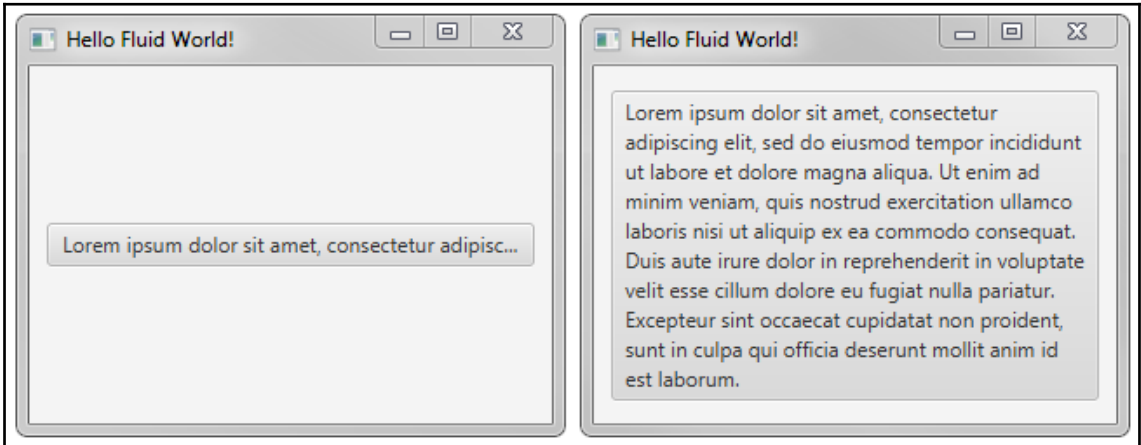 Hello Fluid World!
Lorem ipsum dolor sit amet, consectetur adipisc...
Hello Fluid World!
Lorem ipsum dolor sit amet, consectetur
adipiscing elit, sed do eiusmod tempor incididunt
ut labore et dolore magna aliqua. Ut enim ad
minim veniam, quis nostrud exercitation ullamco
laboris nisi ut aliquip ex ea commodo consequat.
Duis aute irure dolor in reprehenderit in voluptate
velit esse cillum dolore eu fugiat nulla pariatur.
Excepteur sint occaecat cupidatat non proident,
sunt in culpa qui officia deserunt mollit anim id
est laborum.